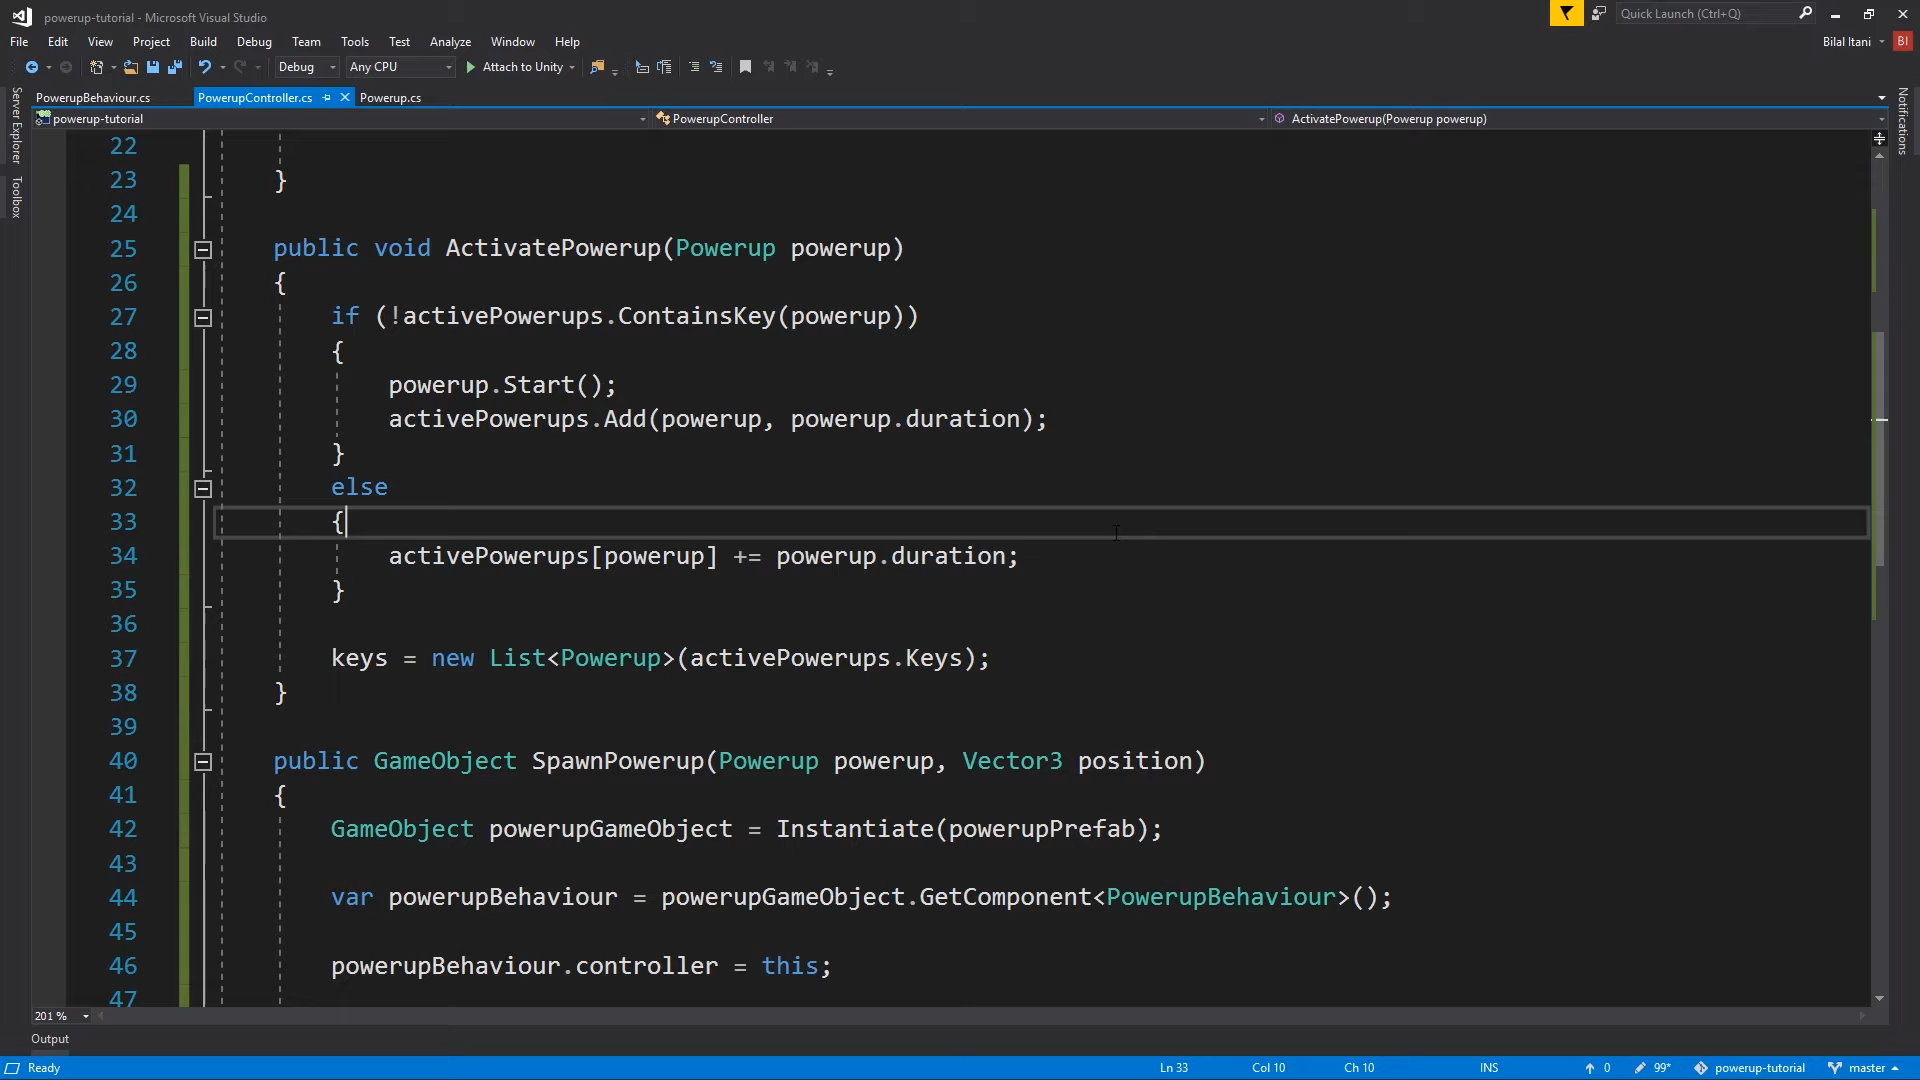 powerup-tutorial - Microsoft Visual Studio
Quick Launch (Ctrl+Q)
File Edit View Project Build Debug Team Tools Test Analyze Window Help
Bilal Itani BI
Debug Any CPU Attach to Unity
PowerupBehaviour.cs PowerupController.cs Powerup.cs
powerup-tutorial PowerupController ActivatePowerup(Powerup powerup)
Server Explorer
Toolbox
Notifications
22
23 }
24
25 public void ActivatePowerup(Powerup powerup)
26 {
27 if (!activePowerups.ContainsKey(powerup))
28 {
29 powerup.Start();
30 activePowerups.Add(powerup, powerup.duration);
31 }
32 else
33 {
34 activePowerups[powerup] += powerup.duration;
35 }
36
37 keys = new List<Powerup>(activePowerups.Keys);
38 }
39
40 public GameObject SpawnPowerup(Powerup powerup, Vector3 position)
41 {
42 GameObject powerupGameObject = Instantiate(powerupPrefab);
43
44 var powerupBehaviour = powerupGameObject.GetComponent<PowerupBehaviour>();
45
46 powerupBehaviour.controller = this;
47
201 %
Output
Ready Ln 33 Col 10 Ch 10 INS 0 99* powerup-tutorial master